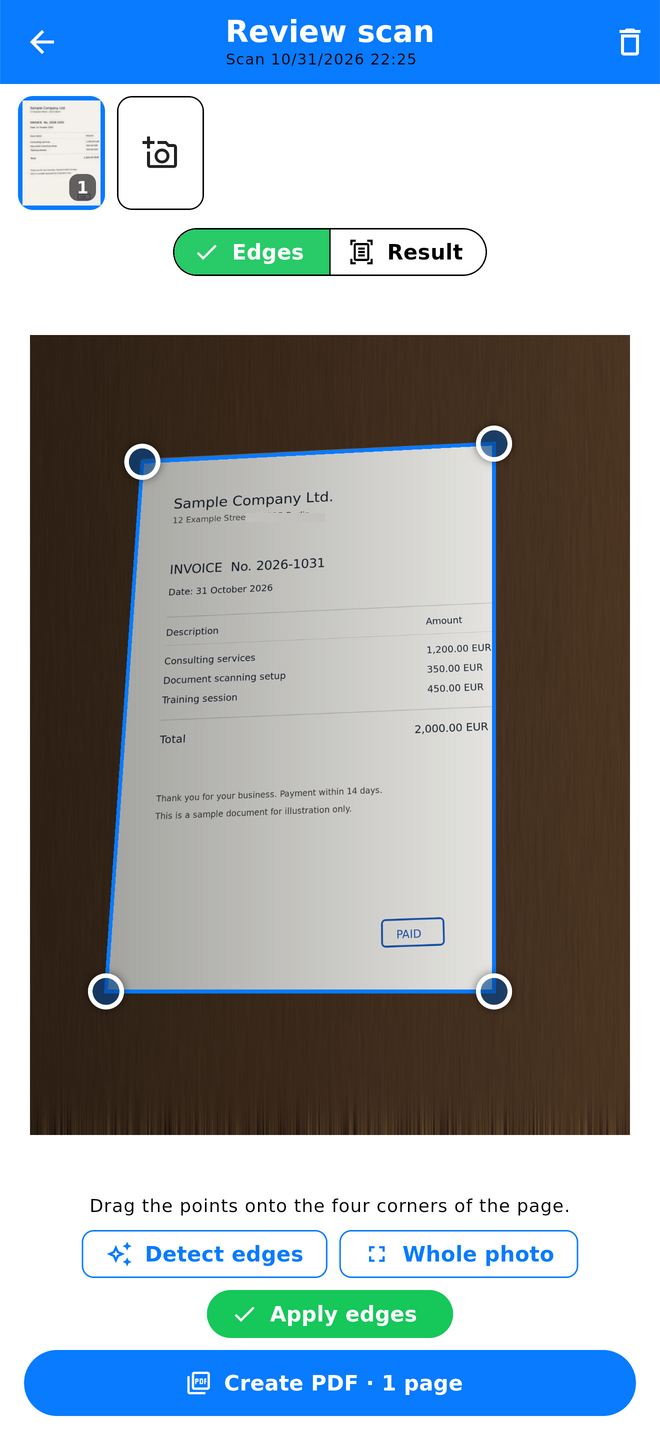 Review scan
Scan 10/31/2026 22:25
1
Edges
Result
Sample Company Ltd.
12 Example Stree
INVOICE No. 2026-1031
Date: 31 October 2026
Description Amount
Consulting services 1,200.00 EUR
Document scanning setup 350.00 EUR
Training session 450.00 EUR
Total 2,000.00 EUR
Thank you for your business. Payment within 14 days.
This is a sample document for illustration only.
PAID
Drag the points onto the four corners of the page.
Detect edges
Whole photo
Apply edges
PDF
Create PDF · 1 page